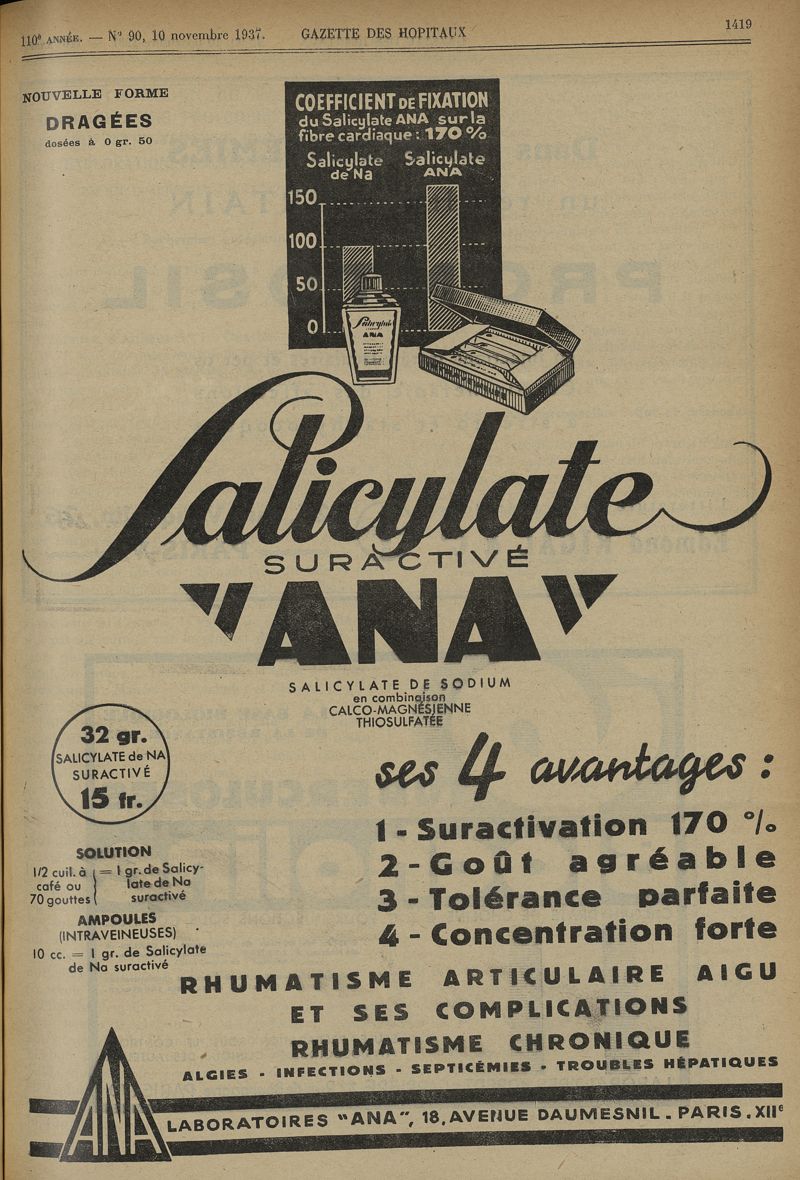 110e ANNÉE. — No 90, 10 novembre 1937. GAZETTE DES HOPITAUX 1419
NOUVELLE FORME
DRAGÉES
dosées à 0 gr. 50
COEFFICIENT DE FIXATION
du Salicylate ANA sur la
fibre cardiaque : 170 %
Salicylate de Na
Salicylate ANA
150
100
50
0
Salicylate
ANA
Salicylate
SURACTIVÉ
"ANA"
SALICYLATE DE SODIUM
en combinaison
CALCO-MAGNÉSIENNE
THIOSULFATÉE
32 gr.
SALICYLATE de NA
SURACTIVÉ
15 fr.
ses 4 avantages :
1 - Suractivation 170 %
2 - Goût agréable
3 - Tolérance parfaite
4 - Concentration forte
SOLUTION
1/2 cuil. à café ou 70 gouttes } = 1 gr. de Salicylate de Na suractivé
AMPOULES
(INTRAVEINEUSES)
10 cc. = 1 gr. de Salicylate
de Na suractivé
RHUMATISME ARTICULAIRE AIGU
ET SES COMPLICATIONS
RHUMATISME CHRONIQUE
ALGIES - INFECTIONS - SEPTICÉMIES - TROUBLES HÉPATIQUES
ANA
LABORATOIRES "ANA", 18, AVENUE DAUMESNIL. PARIS. XIIe